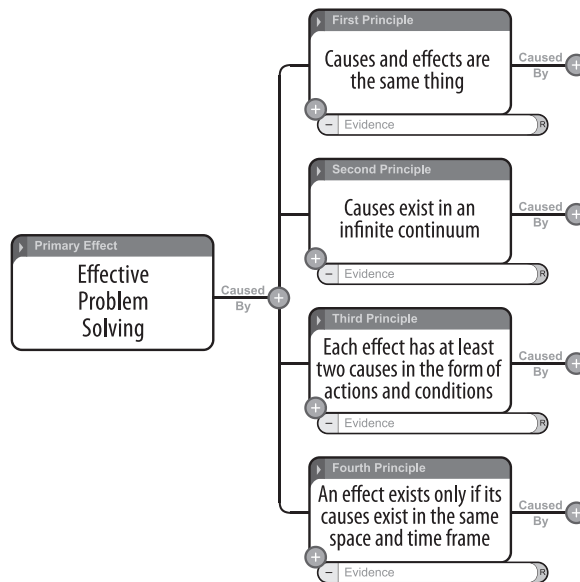 First Principle
Causes and effects are
the same thing
Caused
By
+
+
– Evidence R
Second Principle
Causes exist in an
infinite continuum
Caused
By
+
+
– Evidence R
Primary Effect
Effective
Problem
Solving
Caused
By
+
Third Principle
Each effect has at least
two causes in the form of
actions and conditions
Caused
By
+
+
– Evidence R
Fourth Principle
An effect exists only if its
causes exist in the same
space and time frame
Caused
By
+
+
– Evidence R